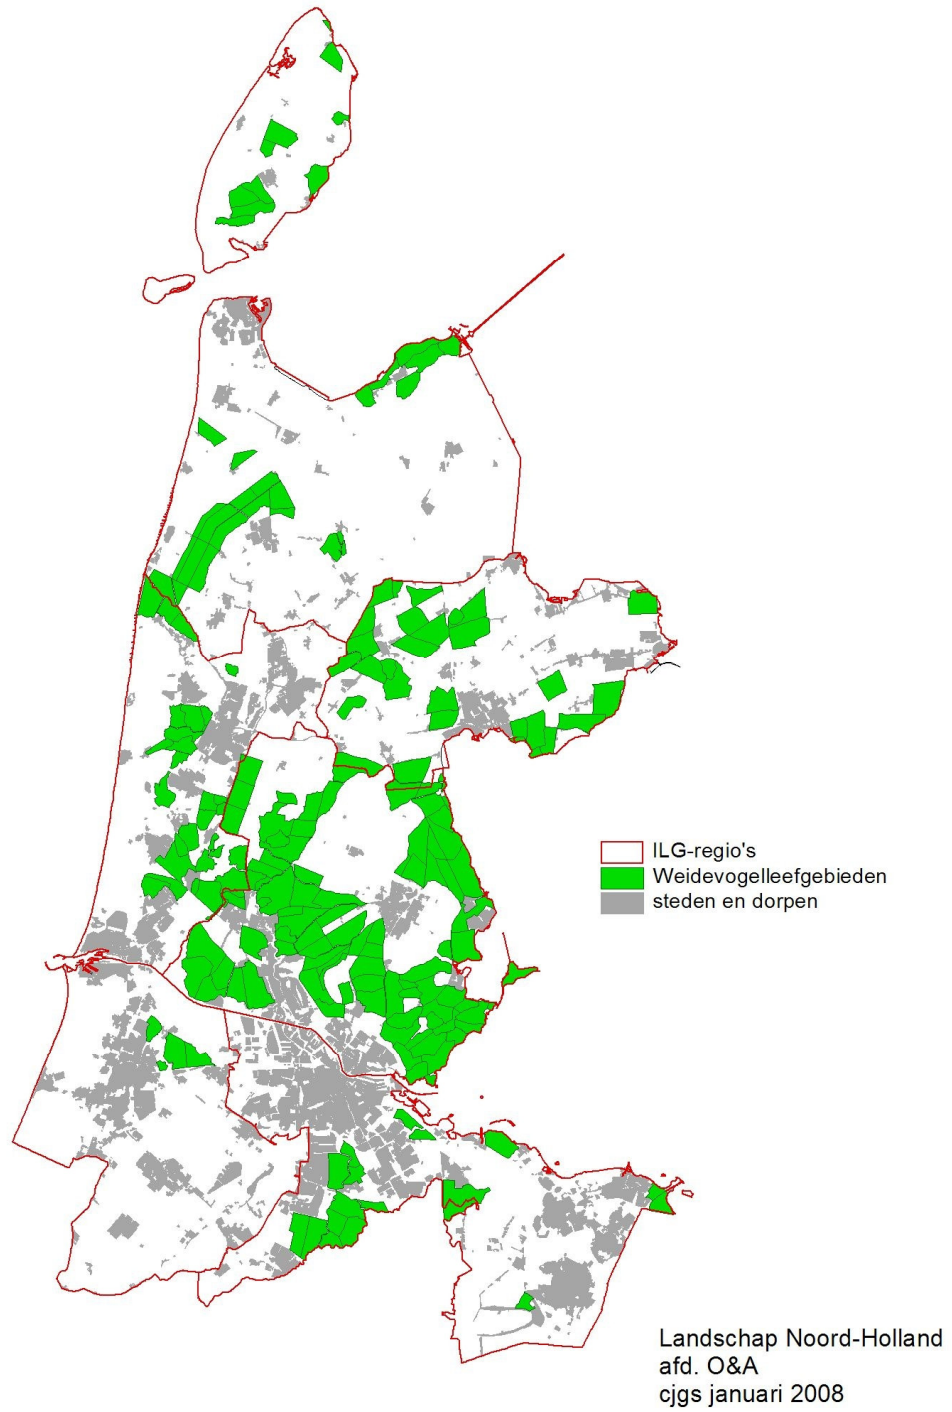 ILG-regio's
Weidevogelleefgebieden
steden en dorpen
Landschap Noord-Holland
afd. O&A
cjgs januari 2008